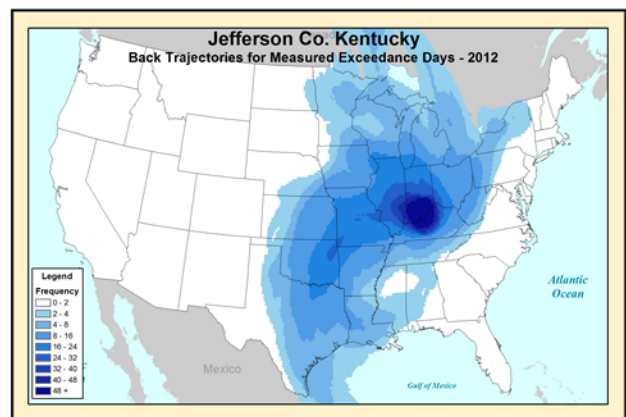 Jefferson Co. Kentucky
Back Trajectories for Measured Exceedance Days - 2012
Atlantic
Ocean
Legend
Frequency
0 - 2
2 - 4
4 - 8
8 - 16
16 - 24
24 - 32
32 - 40
40 - 48
48 +
Mexico
Gulf of Mexico